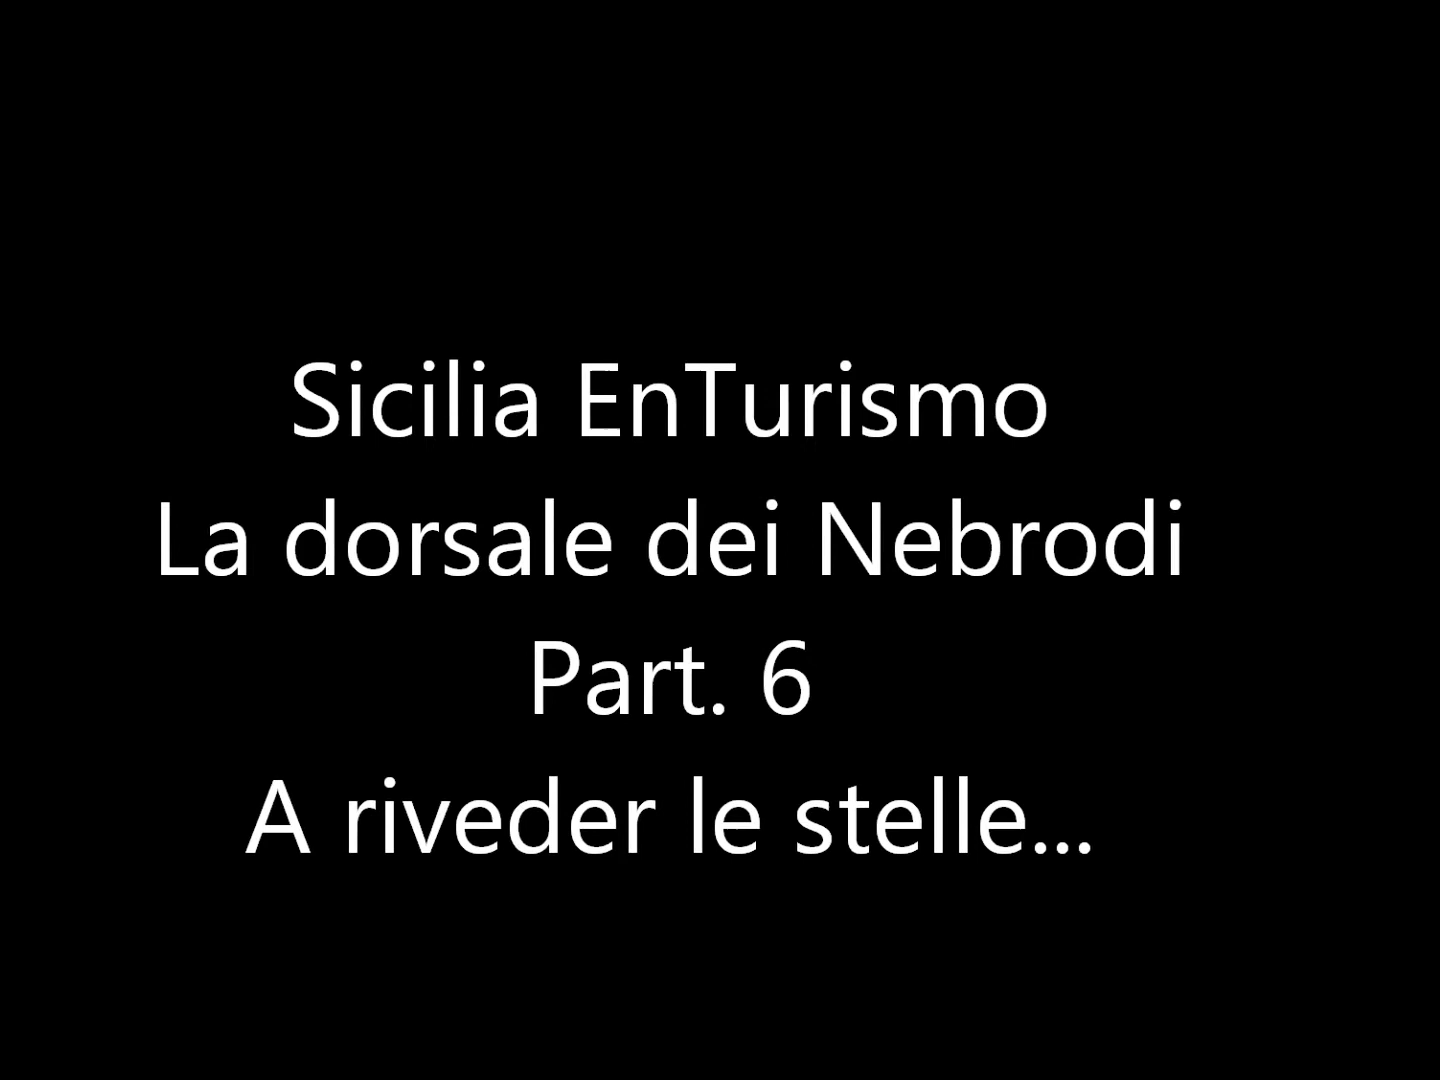 Sicilia EnTurismo
La dorsale dei Nebrodi
Part. 6
A riveder le stelle...